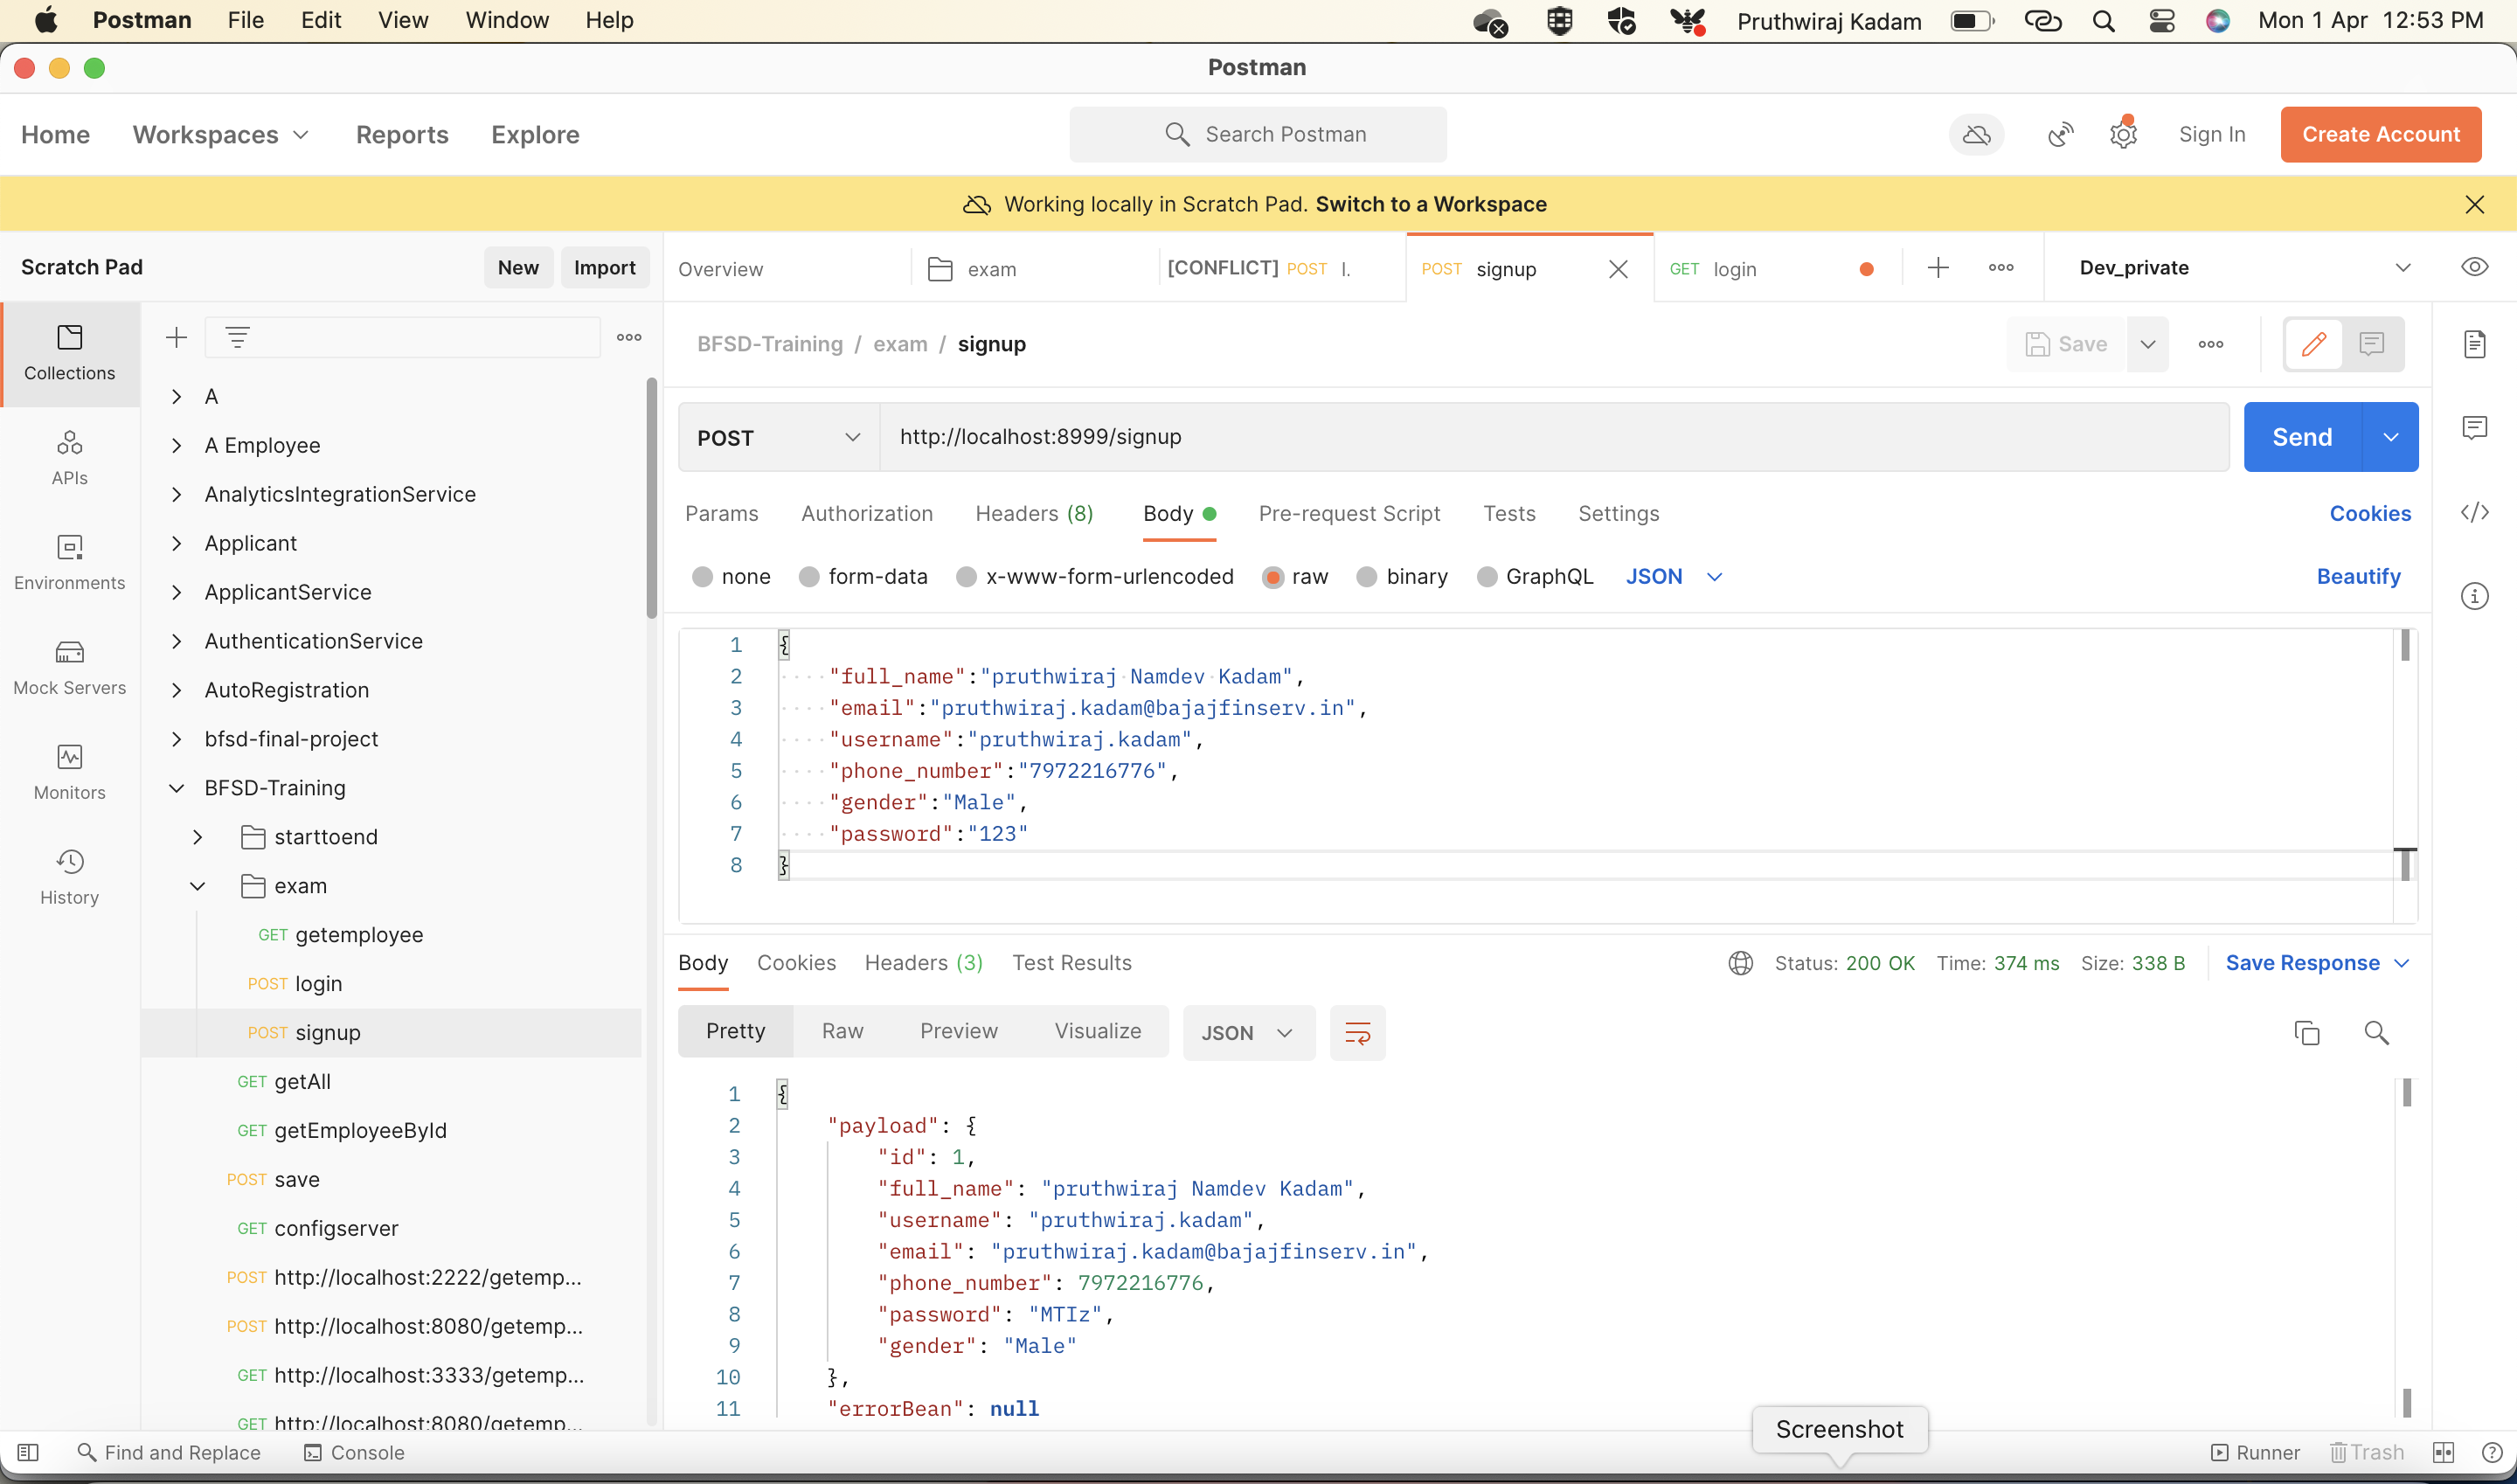 Postman File Edit View Window Help Pruthwiraj Kadam Mon 1 Apr 12:53 PM
Postman
Home Workspaces Reports Explore Search Postman Sign In Create Account
Working locally in Scratch Pad. Switch to a Workspace
Scratch Pad New Import Overview exam [CONFLICT] POST l. POST signup GET login Dev_private
BFSD-Training / exam / signup Save
POST http://localhost:8999/signup Send
Params Authorization Headers (8) Body Pre-request Script Tests Settings Cookies
none form-data x-www-form-urlencoded raw binary GraphQL JSON Beautify
1 {
2 "full_name":"pruthwiraj Namdev Kadam",
3 "email":"pruthwiraj.kadam@bajajfinserv.in",
4 "username":"pruthwiraj.kadam",
5 "phone_number":"7972216776",
6 "gender":"Male",
7 "password":"123"
8 }
Body Cookies Headers (3) Test Results Status: 200 OK Time: 374 ms Size: 338 B Save Response
Pretty Raw Preview Visualize JSON
1 {
2 "payload": {
3 "id": 1,
4 "full_name": "pruthwiraj Namdev Kadam",
5 "username": "pruthwiraj.kadam",
6 "email": "pruthwiraj.kadam@bajajfinserv.in",
7 "phone_number": 7972216776,
8 "password": "MTIz",
9 "gender": "Male"
10 },
11 "errorBean": null
Collections
APIs
Environments
Mock Servers
Monitors
History
A
A Employee
AnalyticsIntegrationService
Applicant
ApplicantService
AuthenticationService
AutoRegistration
bfsd-final-project
BFSD-Training
starttoend
exam
GET getemployee
POST login
POST signup
GET getAll
GET getEmployeeById
POST save
GET configserver
POST http://localhost:2222/getemp...
POST http://localhost:8080/getemp...
GET http://localhost:3333/getemp...
GET http://localhost:8080/getemp...
Screenshot
Find and Replace Console Runner Trash